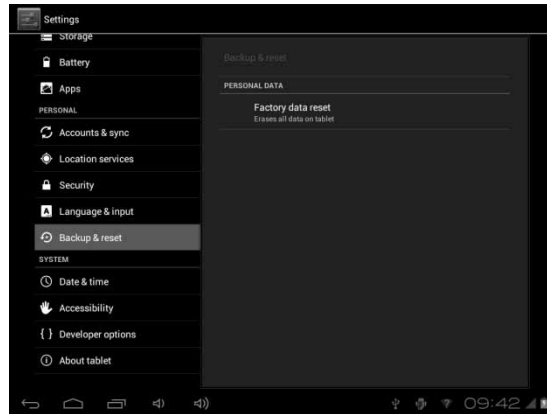 Settings
Storage
Battery
Backup & reset
Apps
PERSONAL DATA
PERSONAL
Factory data reset
Erases all data on tablet
Accounts & sync
Location services
Security
Language & input
Backup & reset
SYSTEM
Date & time
Accessibility
{ } Developer options
About tablet
09:42